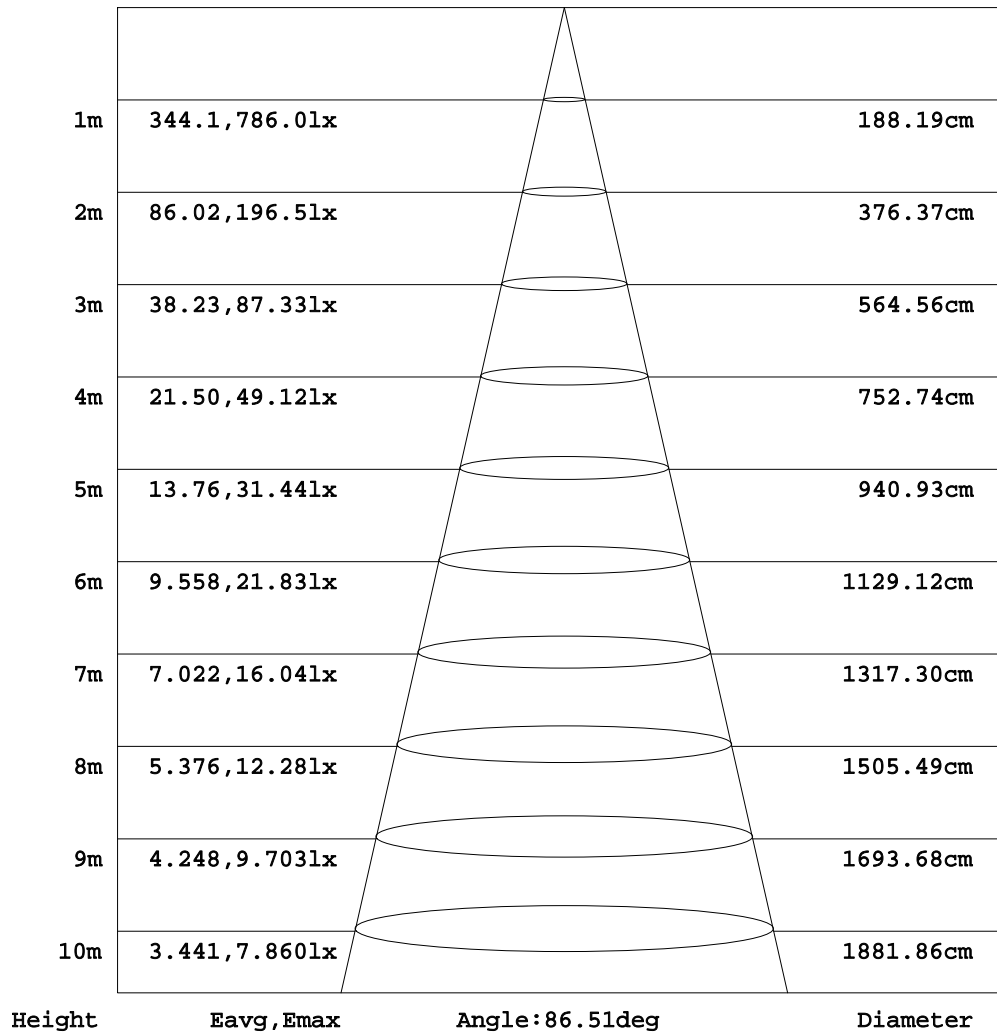 1m 344.1,786.0lx 188.19cm
2m 86.02,196.5lx 376.37cm
3m 38.23,87.33lx 564.56cm
4m 21.50,49.12lx 752.74cm
5m 13.76,31.44lx 940.93cm
6m 9.558,21.83lx 1129.12cm
7m 7.022,16.04lx 1317.30cm
8m 5.376,12.28lx 1505.49cm
9m 4.248,9.703lx 1693.68cm
10m 3.441,7.860lx 1881.86cm
Height Eavg,Emax Angle:86.51deg Diameter